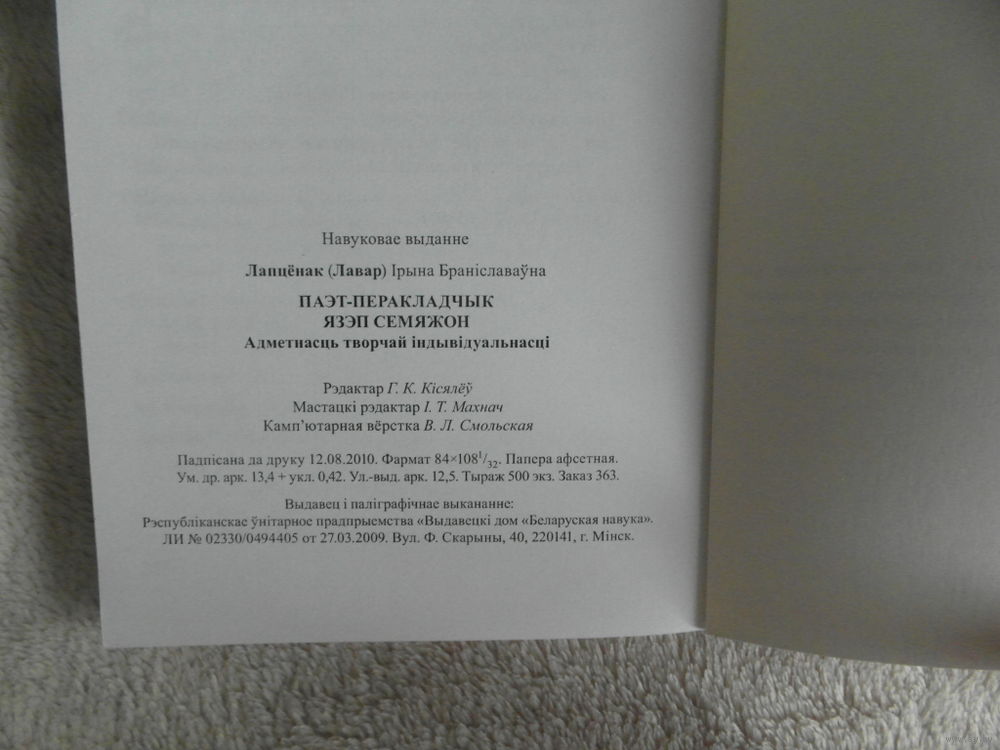 Навуковае выданне
Лапцёнак (Лавар) Ірына Браніславаўна
ПАЭТ-ПЕРАКЛАДЧЫК
ЯЗЭП СЕМЯЖОН
Адметнасць творчай індывідуальнасці
Рэдактар Г. К. Кісялёў
Мастацкі рэдактар І. Т. Махнач
Камп’ютарная вёрстка В. Л. Смольская
Падпісана да друку 12.08.2010. Фармат 84×108¹/₃₂. Папера афсетная.
Ум. др. арк. 13,4 + укл. 0,42. Ул.-выд. арк. 12,5. Тыраж 500 экз. Заказ 363.
Выдавец і паліграфічнае выкананне:
Рэспубліканскае ўнітарнае прадпрыемства «Выдавецкі дом «Беларуская навука».
ЛИ № 02330/0494405 от 27.03.2009. Вул. Ф. Скарыны, 40, 220141, г. Мінск.